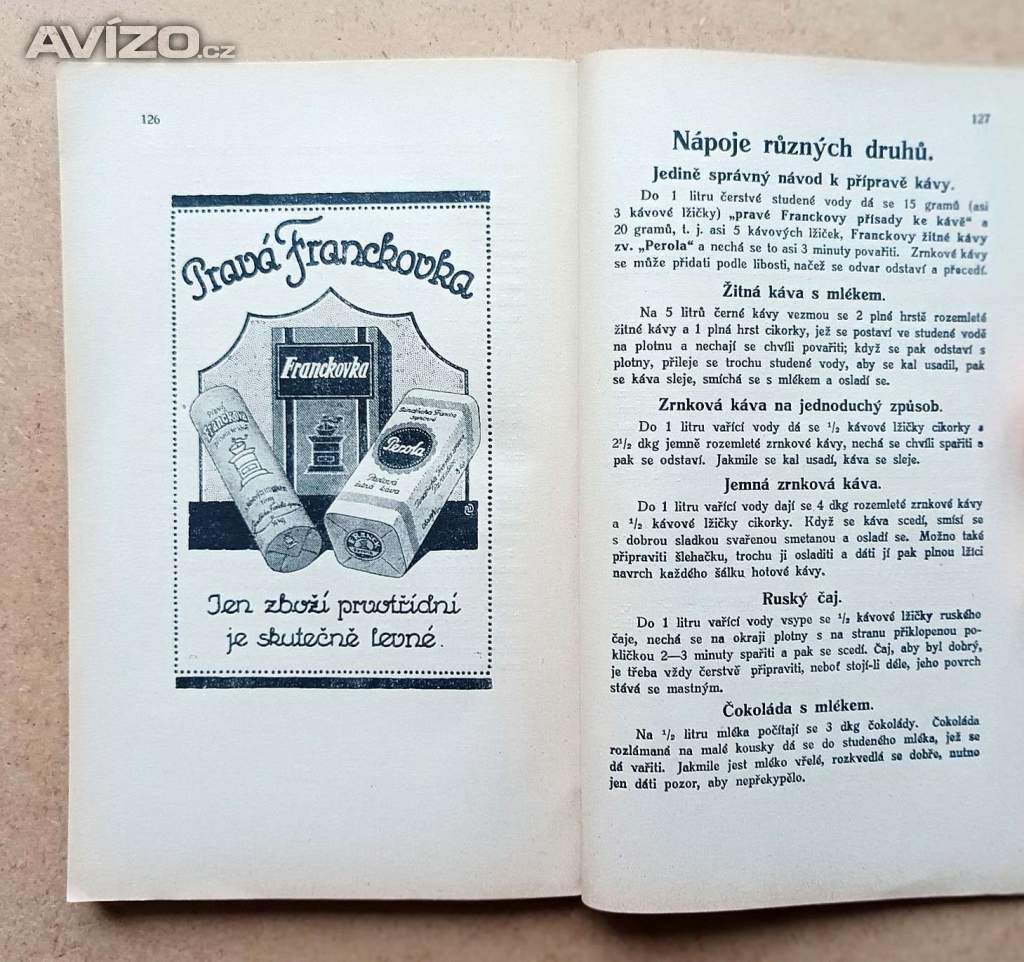 AVÍZO.cz
126
Pravá Franckovka
Franckovka
Pravá
Franckova
Perola
Žitná káva
Jen zboží prvotřídní
je skutečně levné.
127
Nápoje různých druhů.
Jedině správný návod k přípravě kávy.
Do 1 litru čerstvé studené vody dá se 15 gramů (asi
3 kávové lžičky) „pravé Franckovy přísady ke kávě“ a
20 gramů, t. j. asi 5 kávových lžiček, Franckovy žitné kávy
zv. „Perola“ a nechá se to asi 3 minuty povařiti. Zrnkové kávy
se může přidati podle libosti, načež se odvar odstaví a přecedí.
Žitná káva s mlékem.
Na 5 litrů černé kávy vezmou se 2 plné hrstě rozemleté
žitné kávy a 1 plná hrst cikorky, jež se postaví ve studené vodě
na plotnu a nechají se chvíli povařiti; když se pak odstaví s
plotny, přileje se trochu studené vody, aby se kal usadil, pak
se káva sleje, smíchá se s mlékem a osladí se.
Zrnková káva na jednoduchý způsob.
Do 1 litru vařící vody dá se 1/2 kávové lžičky cikorky a
2 1/2 dkg jemně rozemleté zrnkové kávy, nechá se chvíli spařiti a
pak se odstaví. Jakmile se kal usadí, káva se sleje.
Jemná zrnková káva.
Do 1 litru vařící vody dají se 4 dkg rozemleté zrnkové kávy
a 1/2 kávové lžičky cikorky. Když se káva scedí, smísí se
s dobrou sladkou svařenou smetanou a osladí se. Možno také
připraviti šlehačku, trochu ji osladiti a dáti jí pak plnou lžíci
navrch každého šálku hotové kávy.
Ruský čaj.
Do 1 litru vařící vody vsype se 1/2 kávové lžičky ruského
čaje, nechá se na okraji plotny s na stranu přiklopenou po-
kličkou 2—3 minuty spařiti a pak se scedí. Čaj, aby byl dobrý,
je třeba vždy čerstvě připraviti, neboť stojí-li déle, jeho povrch
stává se mastným.
Čokoláda s mlékem.
Na 1/2 litru mléka počítají se 3 dkg čokolády. Čokoláda
rozlámaná na malé kousky dá se do studeného mléka, jež se
dá vařiti. Jakmile jest mléko vřelé, rozkvedlá se dobře, nutno
jen dáti pozor, aby nepřekypělo.